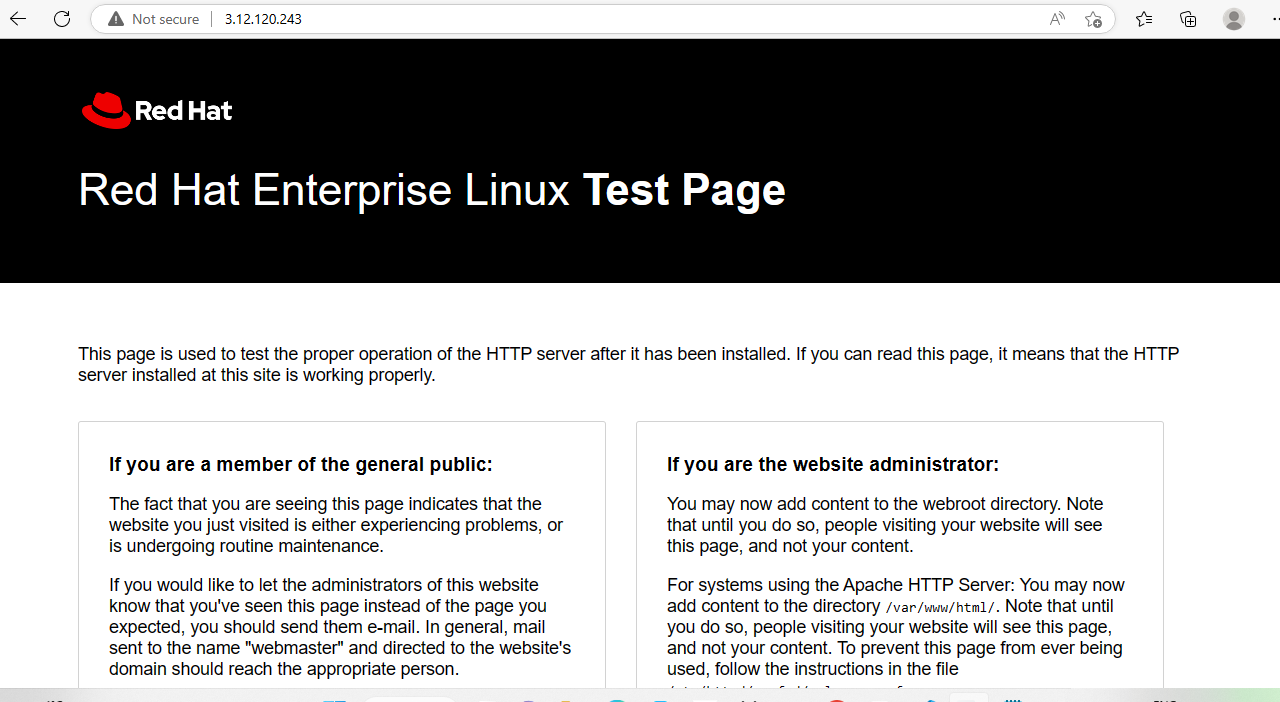 Not secure
3.12.120.243
Red Hat
Red Hat Enterprise Linux Test Page
This page is used to test the proper operation of the HTTP server after it has been installed. If you can read this page, it means that the HTTP
server installed at this site is working properly.
If you are a member of the general public:
The fact that you are seeing this page indicates that the
website you just visited is either experiencing problems, or
is undergoing routine maintenance.
If you would like to let the administrators of this website
know that you've seen this page instead of the page you
expected, you should send them e-mail. In general, mail
sent to the name "webmaster" and directed to the website's
domain should reach the appropriate person.
If you are the website administrator:
You may now add content to the webroot directory. Note
that until you do so, people visiting your website will see
this page, and not your content.
For systems using the Apache HTTP Server: You may now
add content to the directory /var/www/html/. Note that until
you do so, people visiting your website will see this page,
and not your content. To prevent this page from ever being
used, follow the instructions in the file